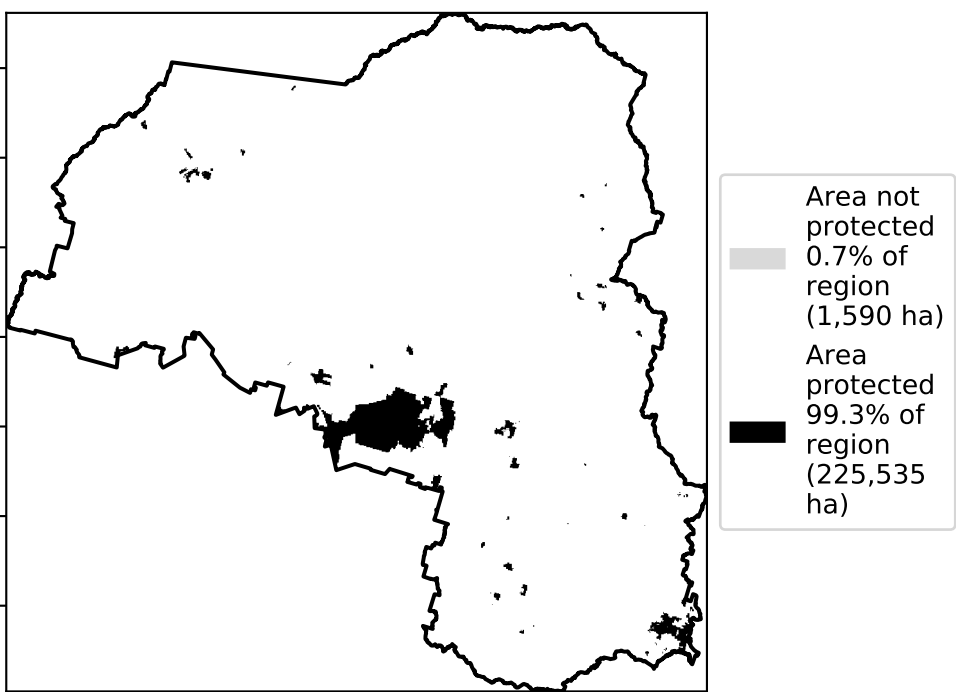 Area not
protected
0.7% of
region
(1,590 ha)
Area
protected
99.3% of
region
(225,535
ha)